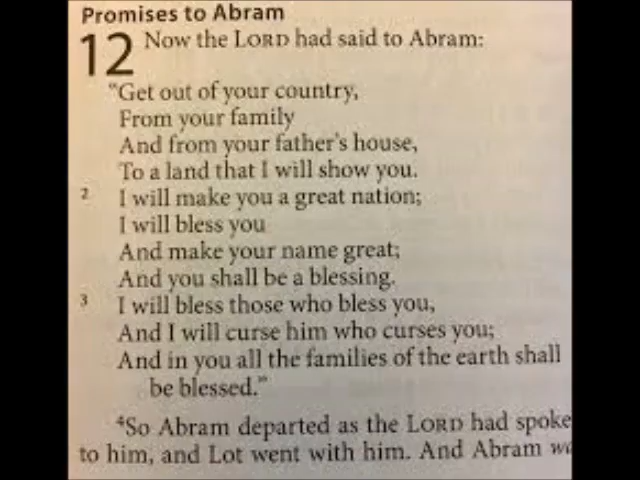 Promises to Abram
12 Now the LORD had said to Abram:
“Get out of your country,
From your family
And from your father’s house,
To a land that I will show you.
2 I will make you a great nation;
I will bless you
And make your name great;
And you shall be a blessing.
3 I will bless those who bless you,
And I will curse him who curses you;
And in you all the families of the earth shall
be blessed.”
4So Abram departed as the LORD had spoke
to him, and Lot went with him. And Abram